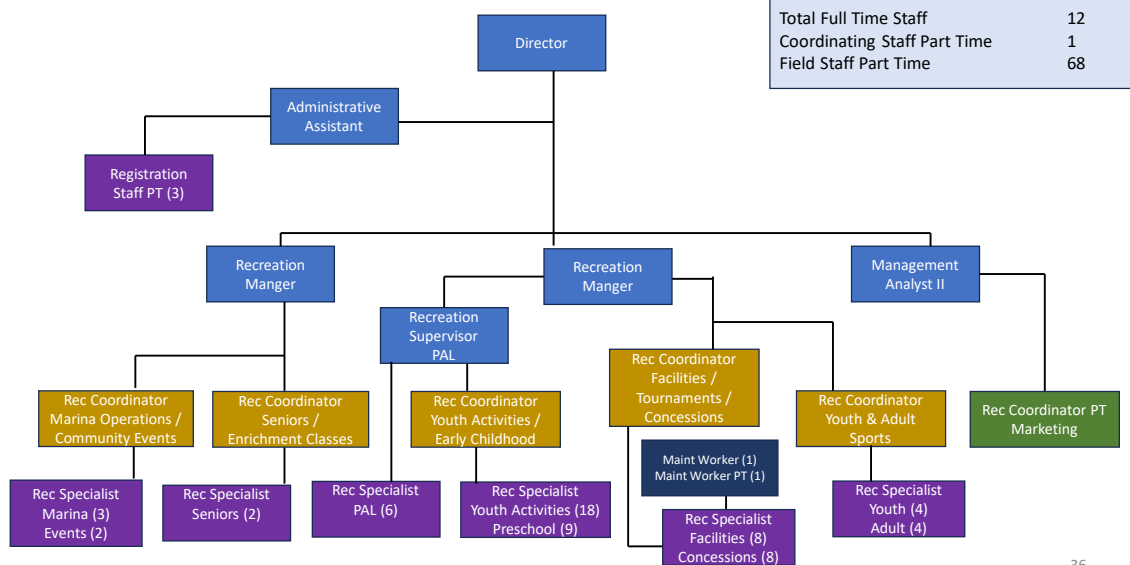 Total Full Time Staff 12
Coordinating Staff Part Time 1
Field Staff Part Time 68
Director
Administrative
Assistant
Registration
Staff PT (3)
Recreation
Manger
Recreation
Manger
Management
Analyst II
Recreation
Supervisor
PAL
Rec Coordinator
Marina Operations /
Community Events
Rec Coordinator
Seniors /
Enrichment Classes
Rec Coordinator
Youth Activities /
Early Childhood
Rec Coordinator
Facilities /
Tournaments /
Concessions
Rec Coordinator
Youth & Adult
Sports
Rec Coordinator PT
Marketing
Maint Worker (1)
Maint Worker PT (1)
Rec Specialist
Marina (3)
Events (2)
Rec Specialist
Seniors (2)
Rec Specialist
PAL (6)
Rec Specialist
Youth Activities (18)
Preschool (9)
Rec Specialist
Facilities (8)
Concessions (8)
Rec Specialist
Youth (4)
Adult (4)
36